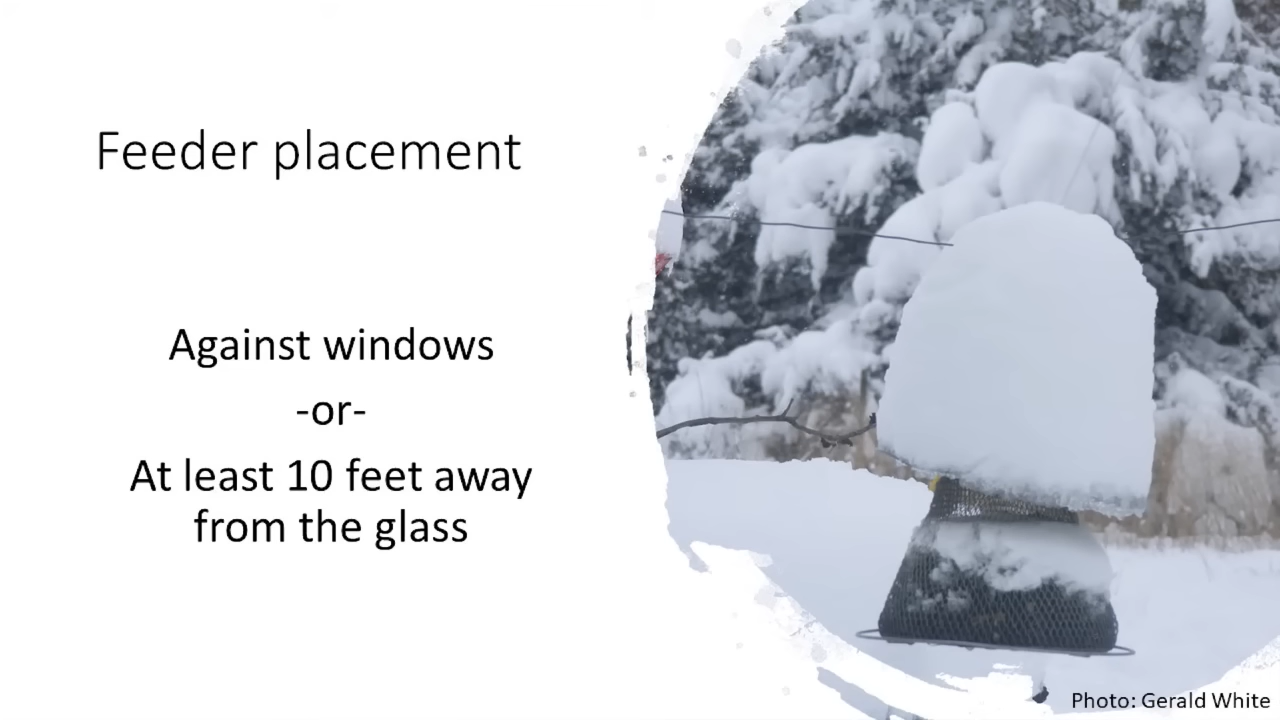 Feeder placement
Against windows
-or-
At least 10 feet away
from the glass
Photo: Gerald White